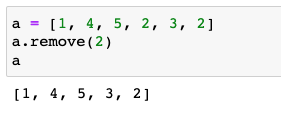 a = [1, 4, 5, 2, 3, 2]
a.remove(2)
a
[1, 4, 5, 3, 2]